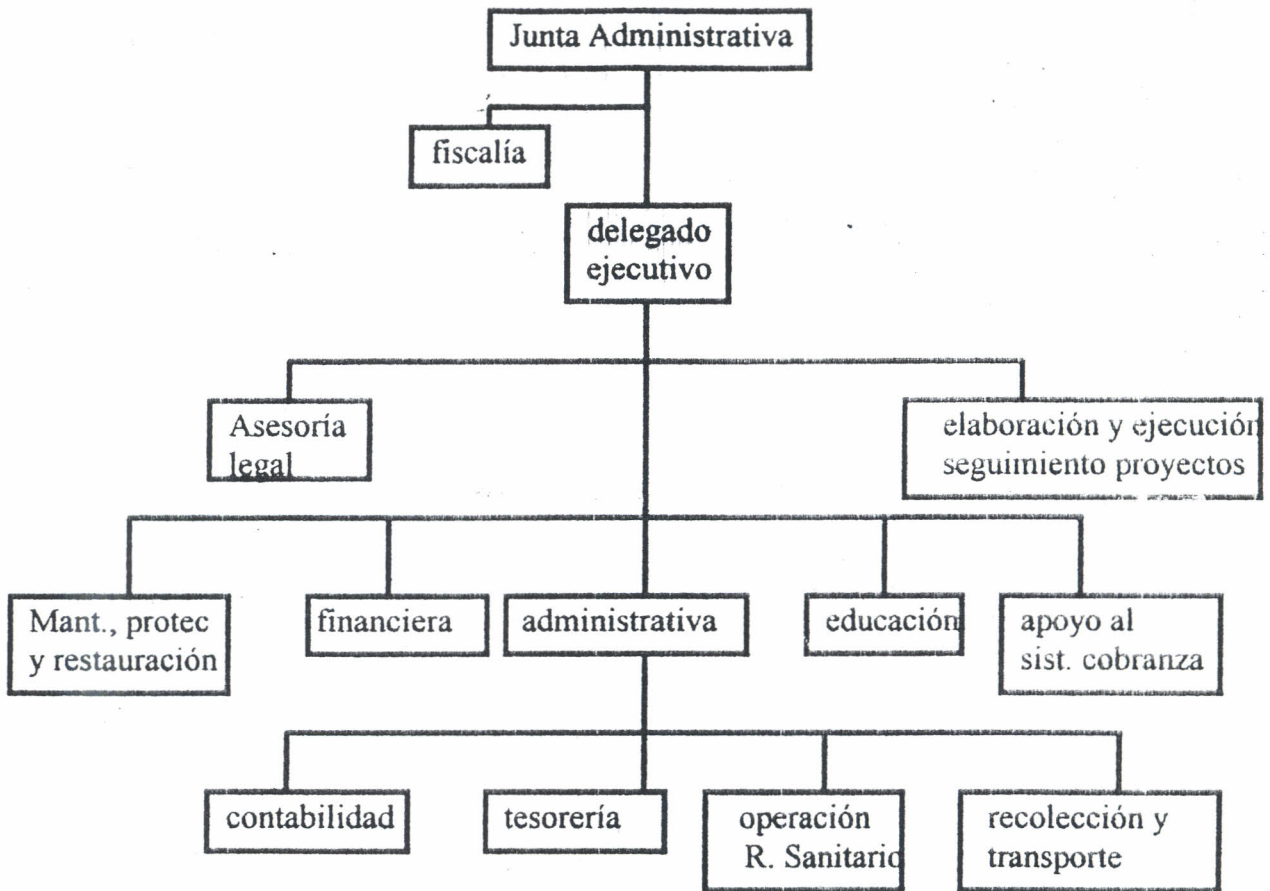 Junta Administrativa
fiscalía
delegado
ejecutivo
Asesoría
legal
elaboración y ejecución
seguimiento proyectos
Mant., protec
y restauración
financiera
administrativa
educación
apoyo al
sist. cobranza
contabilidad
tesorería
operación
R. Sanitario
recolección y
transporte